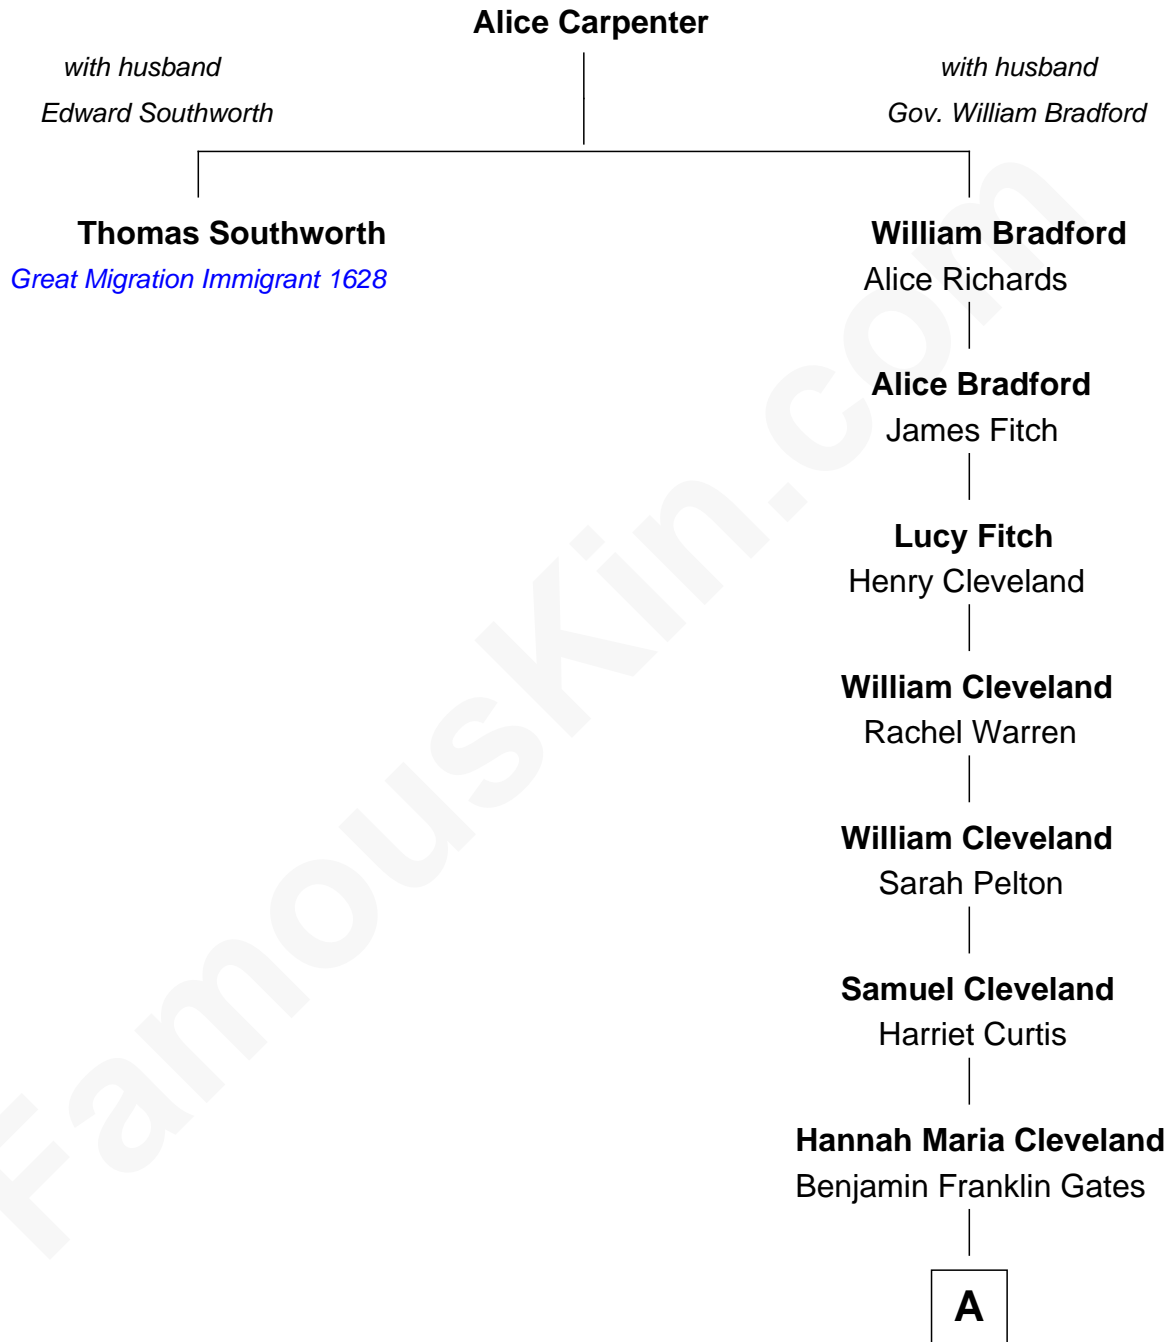 Alice Carpenter
with husband
Edward Southworth
with husband
Gov. William Bradford
Thomas Southworth
Great Migration Immigrant 1628
William Bradford
Alice Richards
Alice Bradford
James Fitch
Lucy Fitch
Henry Cleveland
William Cleveland
Rachel Warren
William Cleveland
Sarah Pelton
Samuel Cleveland
Harriet Curtis
Hannah Maria Cleveland
Benjamin Franklin Gates
A
FamousKin.com